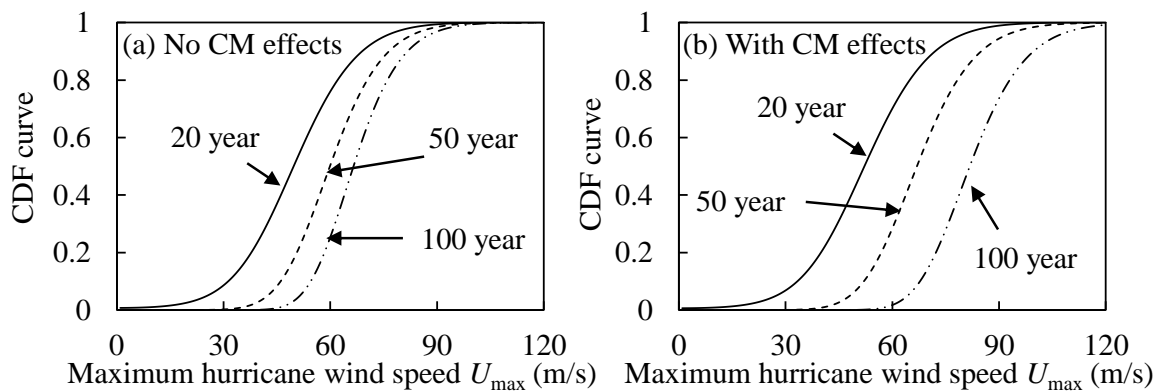 (a) No CM effects
1
0.8
0.6
0.4
0.2
0
CDF curve
20 year
50 year
100 year
0 30 60 90 120
Maximum hurricane wind speed Umax (m/s)
(b) With CM effects
1
0.8
0.6
0.4
0.2
0
CDF curve
20 year
50 year
100 year
0 30 60 90 120
Maximum hurricane wind speed Umax (m/s)